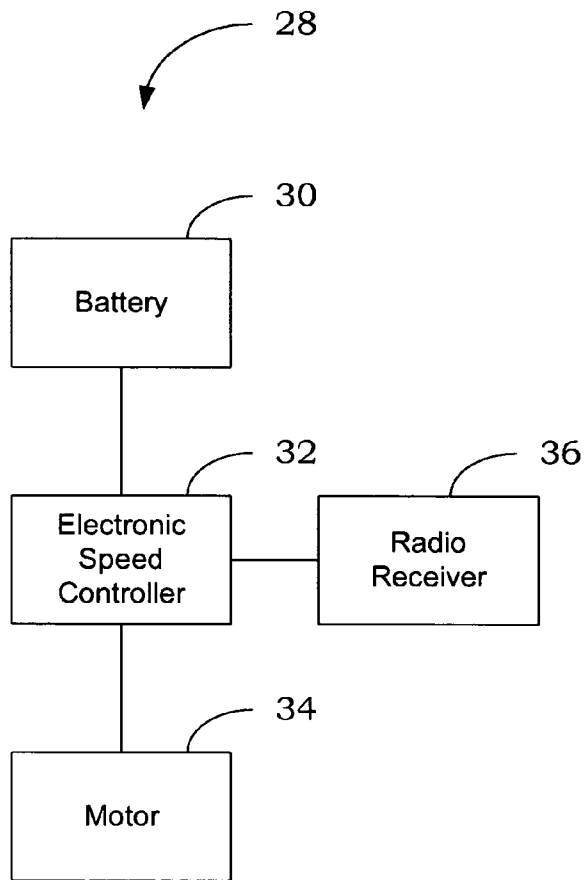 28
30
Battery
32
36
Electronic
Speed
Controller
Radio
Receiver
34
Motor